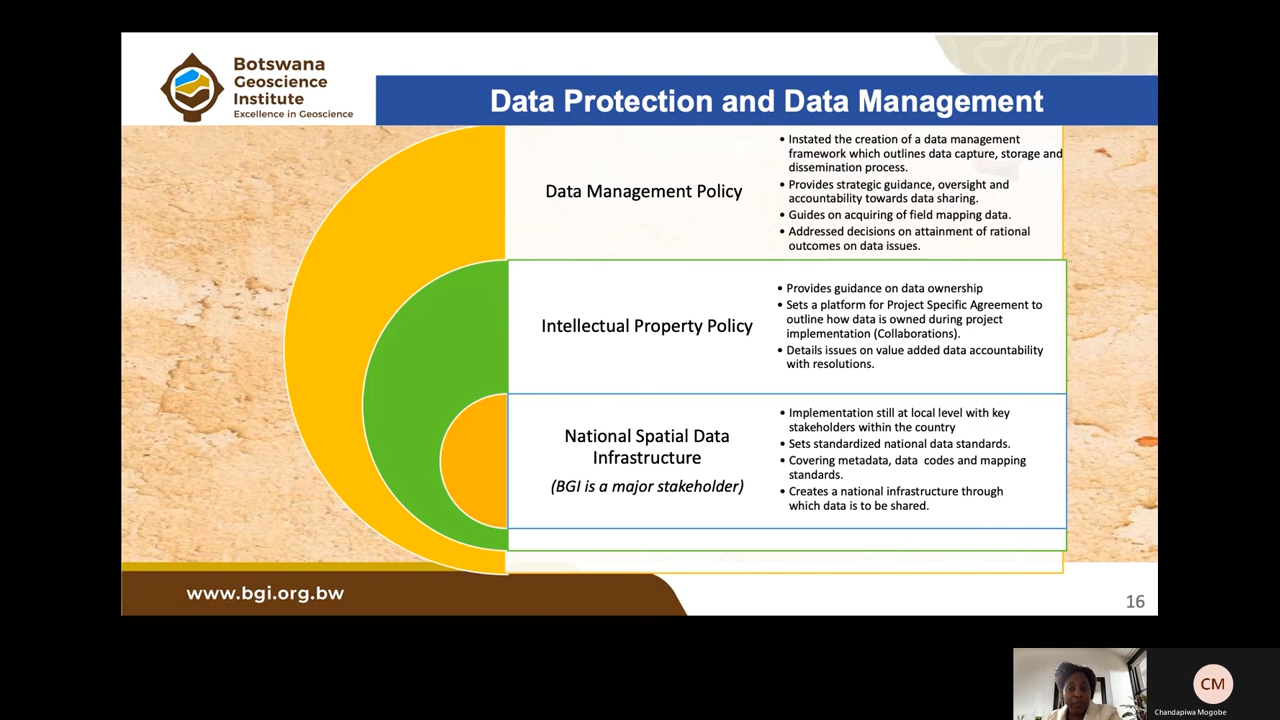 Botswana
Geoscience
Institute
Excellence in Geoscience
Data Protection and Data Management
Data Management Policy
• Instated the creation of a data management
framework which outlines data capture, storage and
dissemination process.
• Provides strategic guidance, oversight and
accountability towards data sharing.
• Guides on acquiring of field mapping data.
• Addressed decisions on attainment of rational
outcomes on data issues.
Intellectual Property Policy
• Provides guidance on data ownership
• Sets a platform for Project Specific Agreement to
outline how data is owned during project
implementation (Collaborations).
• Details issues on value added data accountability
with resolutions.
National Spatial Data
Infrastructure
(BGI is a major stakeholder)
• Implementation still at local level with key
stakeholders within the country
• Sets standardized national data standards.
• Covering metadata, data codes and mapping
standards.
• Creates a national infrastructure through
which data is to be shared.
www.bgi.org.bw
16
CM
Chandapiwa Mogobe